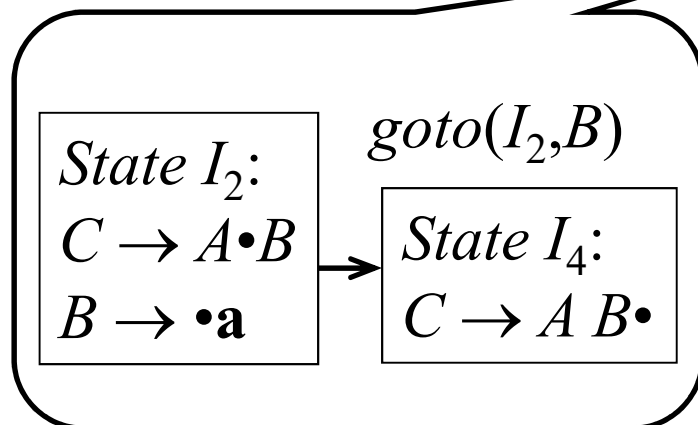 State I₂:
C → A•B
B → •a
goto(I₂,B)
State I₄:
C → A B•